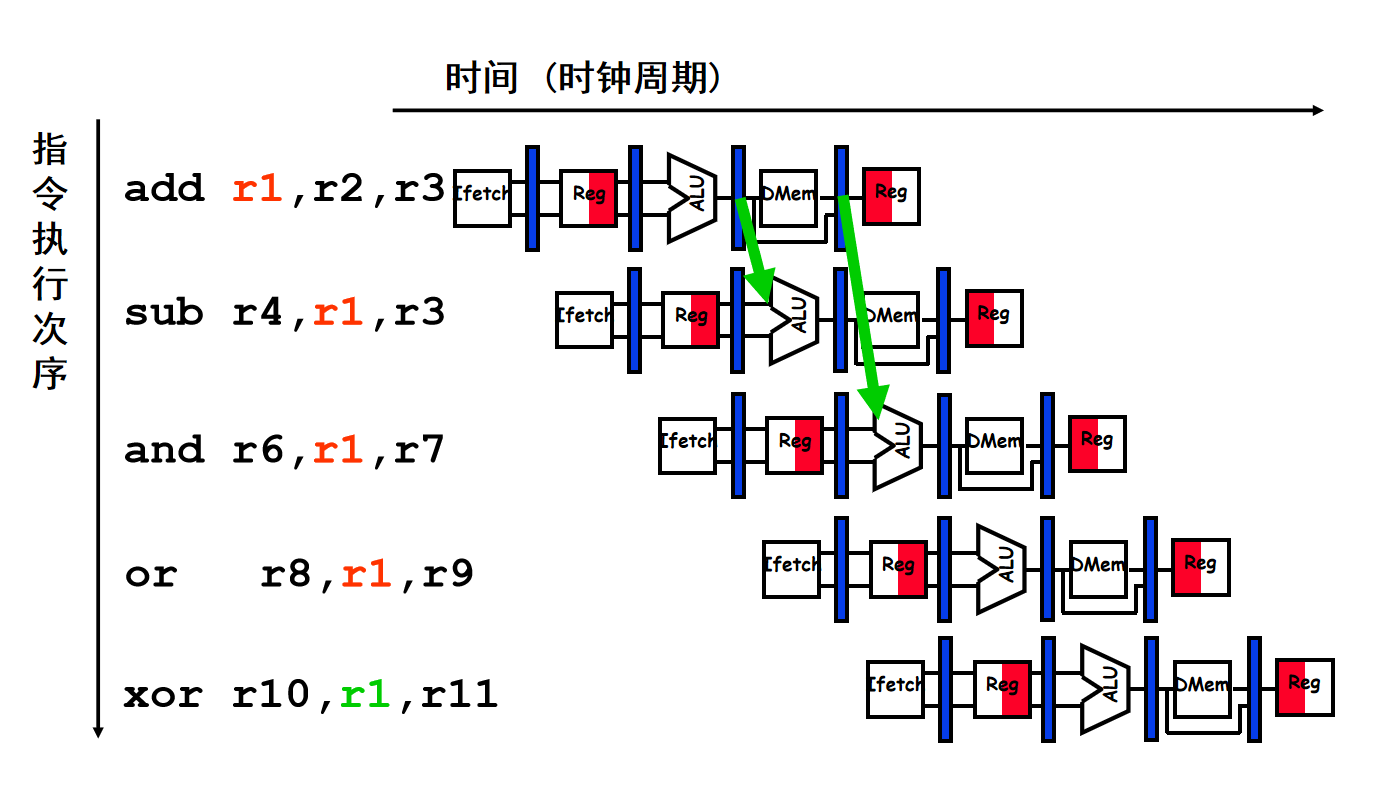 时间（时钟周期）
指令执行次序
add r1,r2,r3
Ifetch Reg ALU DMem Reg
sub r4,r1,r3
Ifetch Reg ALU DMem Reg
and r6,r1,r7
Ifetch Reg ALU DMem Reg
or r8,r1,r9
Ifetch Reg ALU DMem Reg
xor r10,r1,r11
Ifetch Reg ALU DMem Reg